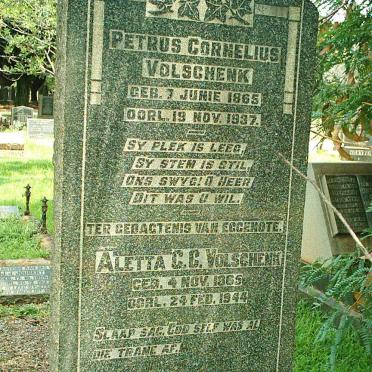 PETRUS CORNELIUS
VOLSCHENK
GEB. 7 JUNIE 1865
OORL. 19 NOV. 1937.
SY PLEK IS LEEG,
SY STEM IS STIL
ONS SWYG: O HEER
DIT WAS U WIL.
TER GEDAGTENIS VAN EGGENOTE.
ALETTA C. C. VOLSCHENK
GEB. 4 NOV. 1865
OORL. 24 FEB. 1944
SLAAP SAG, GOD SELF WAS AL
DIE TRANE AF.